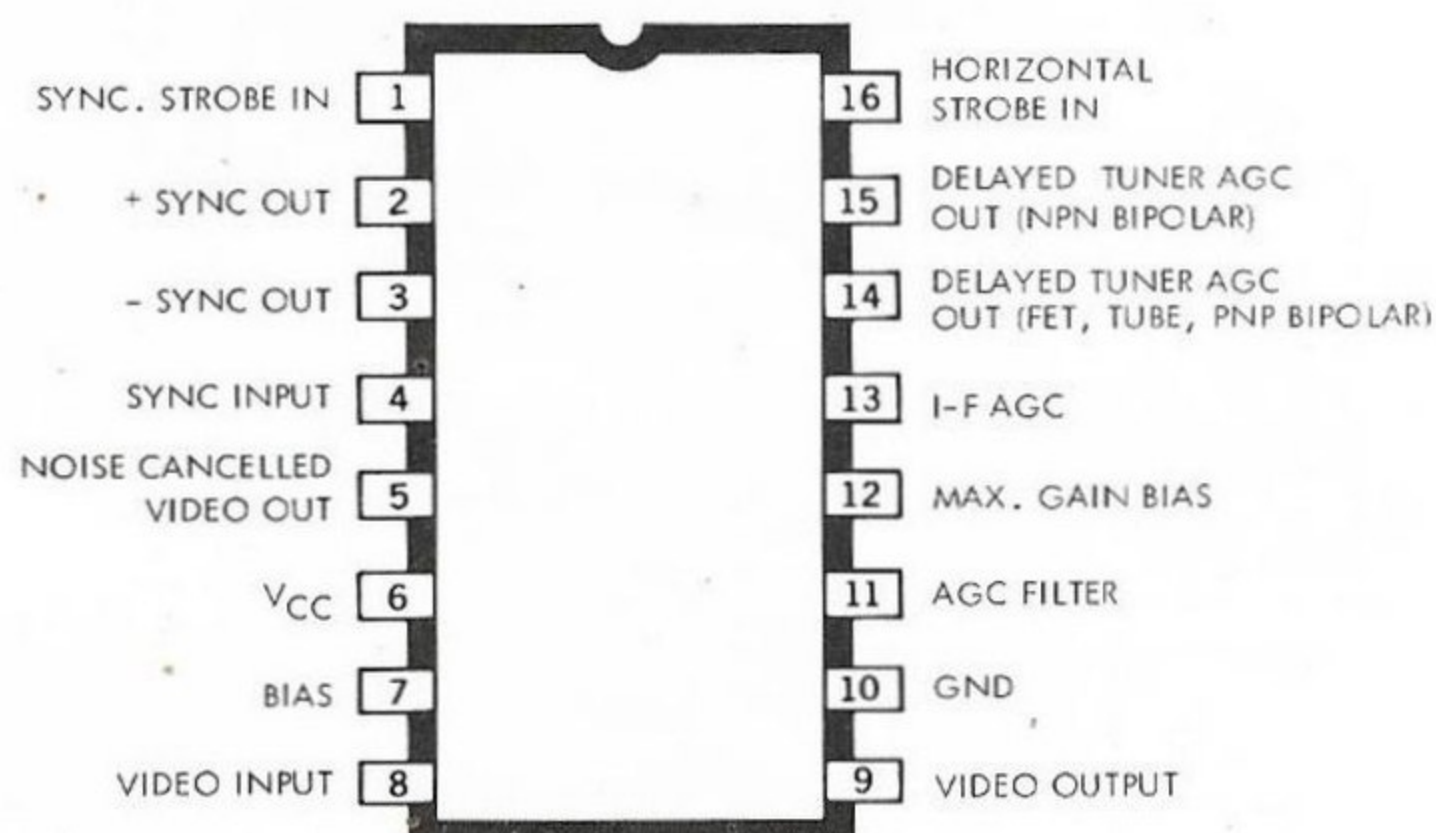 SYNC. STROBE IN 1
+ SYNC OUT 2
- SYNC OUT 3
SYNC INPUT 4
NOISE CANCELLED
VIDEO OUT 5
VCC 6
BIAS 7
VIDEO INPUT 8
16 HORIZONTAL
STROBE IN
15 DELAYED TUNER AGC
OUT (NPN BIPOLAR)
14 DELAYED TUNER AGC
OUT (FET, TUBE, PNP BIPOLAR)
13 I-F AGC
12 MAX. GAIN BIAS
11 AGC FILTER
10 GND
9 VIDEO OUTPUT